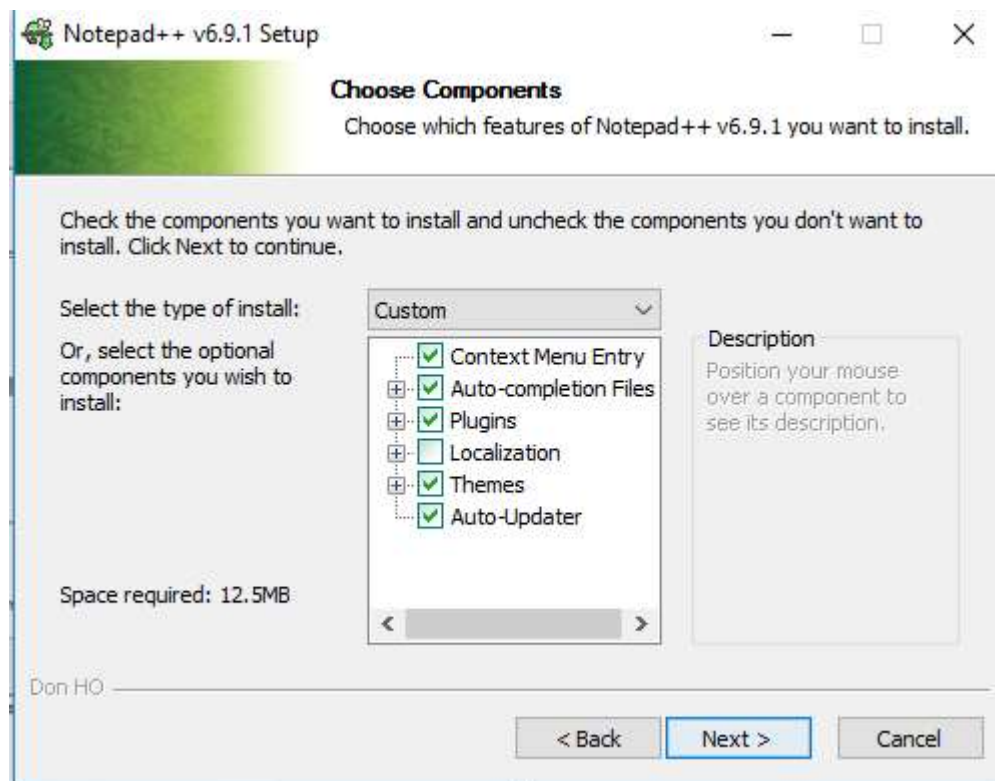 Notepad++ v6.9.1 Setup
Choose Components
Choose which features of Notepad++ v6.9.1 you want to install.
Check the components you want to install and uncheck the components you don't want to
install. Click Next to continue.
Select the type of install:
Custom
Or, select the optional
components you wish to
install:
Context Menu Entry
Auto-completion Files
Plugins
Localization
Themes
Auto-Updater
Description
Position your mouse
over a component to
see its description.
Space required: 12.5MB
Don HO
< Back
Next >
Cancel